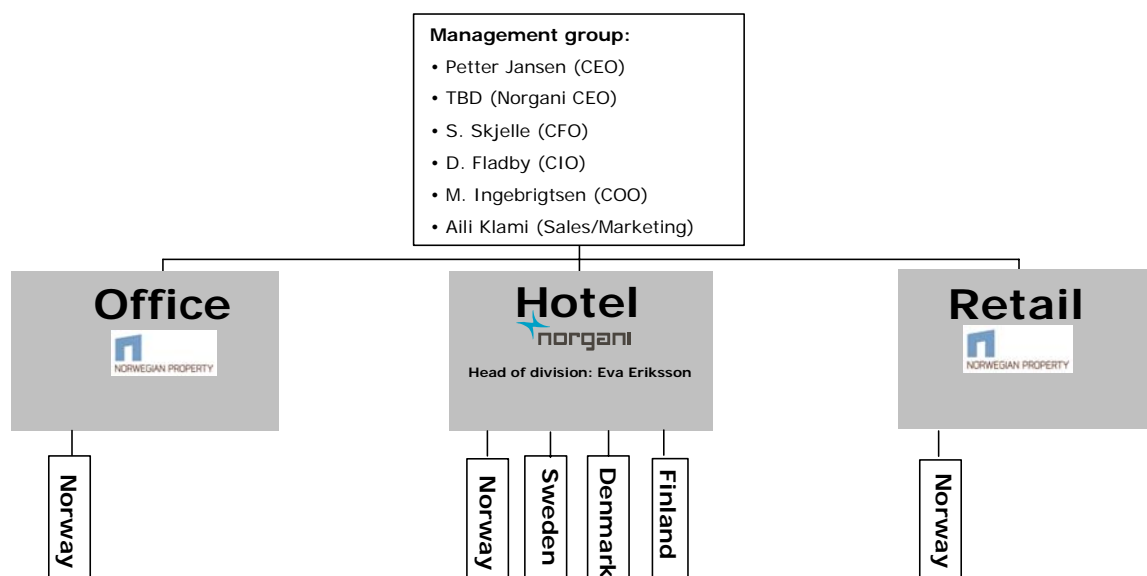 Management group:
• Petter Jansen (CEO)
• TBD (Norgani CEO)
• S. Skjelle (CFO)
• D. Fladby (CIO)
• M. Ingebrigtsen (COO)
• Aili Klami (Sales/Marketing)
Office
NORWEGIAN PROPERTY
Hotel
norgani
Head of division: Eva Eriksson
Retail
NORWEGIAN PROPERTY
Norway
Norway
Sweden
Denmark
Finland
Norway